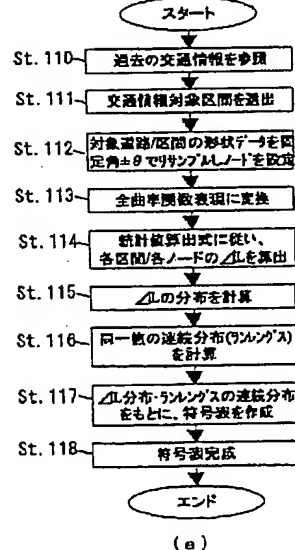 スタート
St. 110 過去の交通情報を参照
St. 111 交通情報対象区間を選出
St. 112 対象道路/区間の形状データを固
定角±θでリサンプルしノードを設定
St. 113 全曲率関数表現に変換
St. 114 統計値算出式に従い、
各区間/各ノードの⊿Lを算出
St. 115 ⊿Lの分布を計算
St. 116 同一値の連続分布(ランレングス)
を計算
St. 117 ⊿L分布・ランレングスの連続分布
をもとに、符号表を作成
St. 118 符号表完成
エンド
(a)